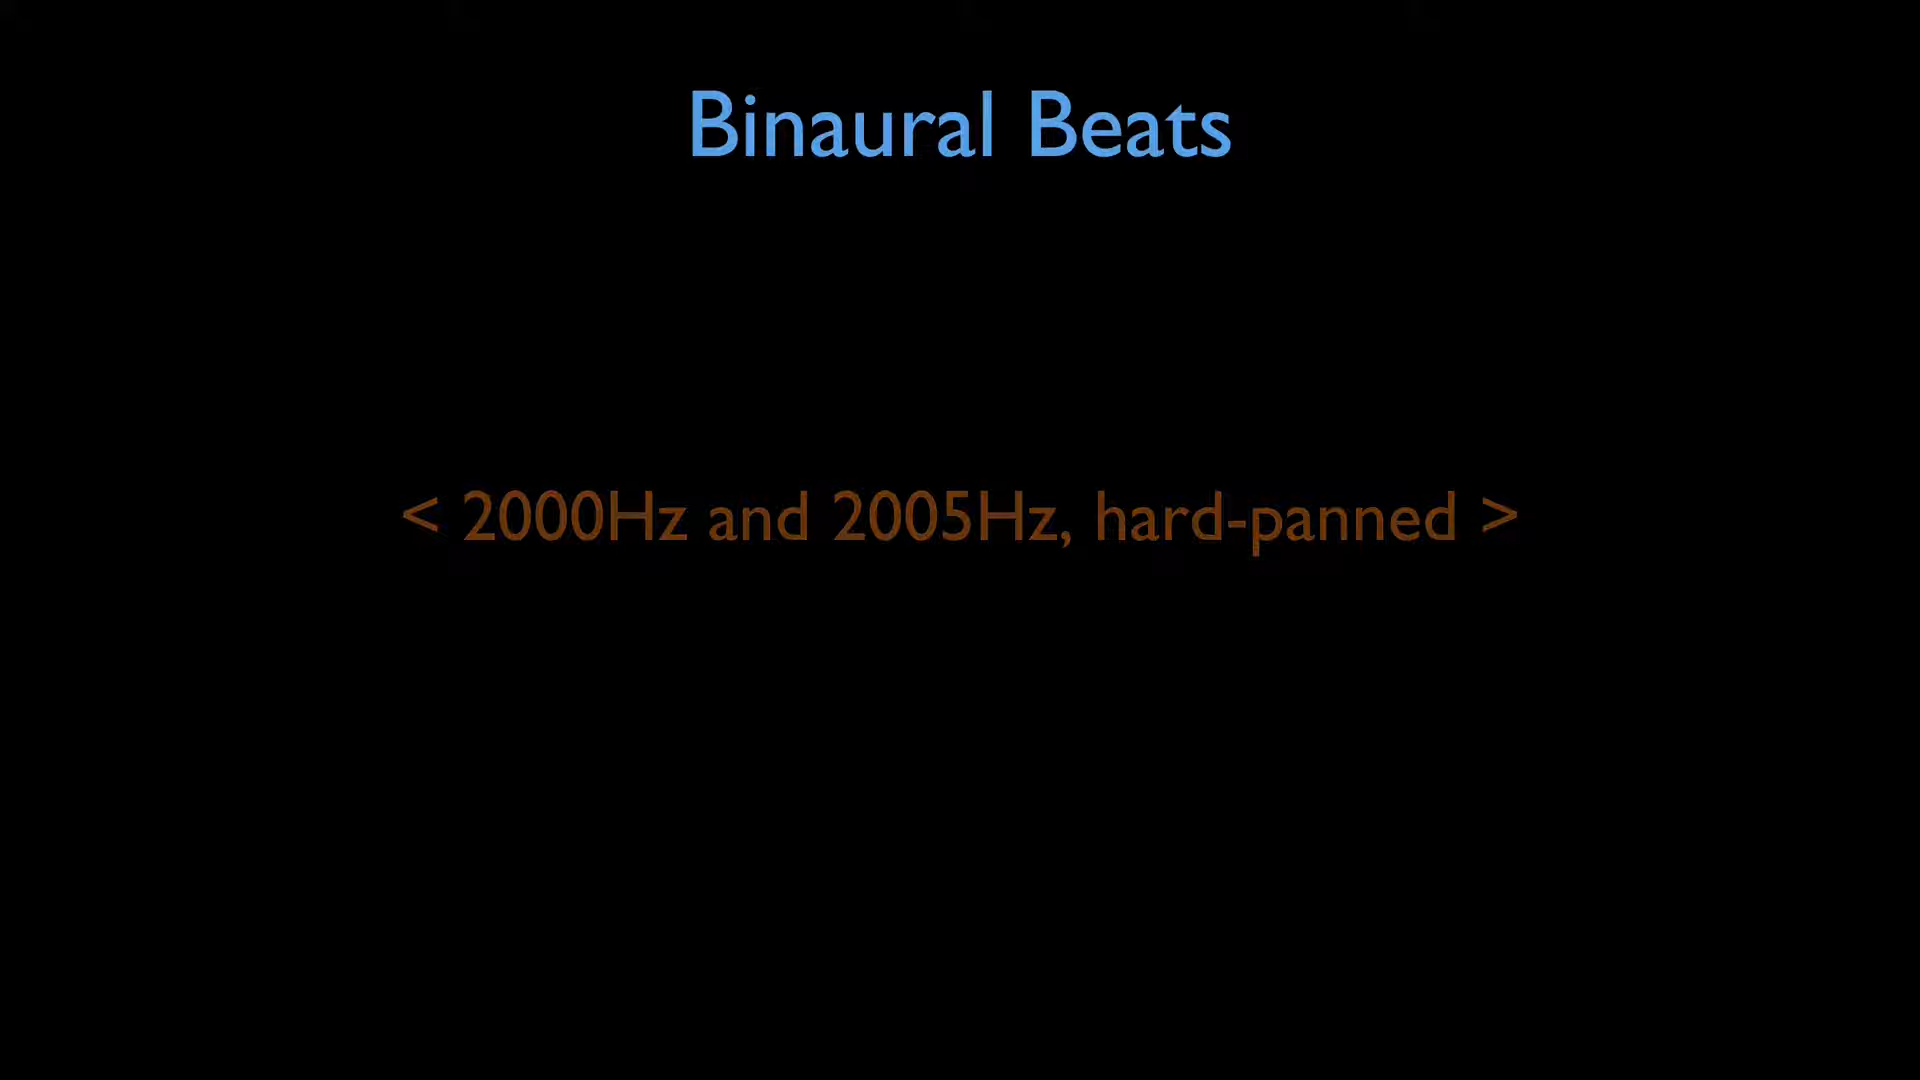 Binaural Beats
< 2000Hz and 2005Hz, hard-panned >